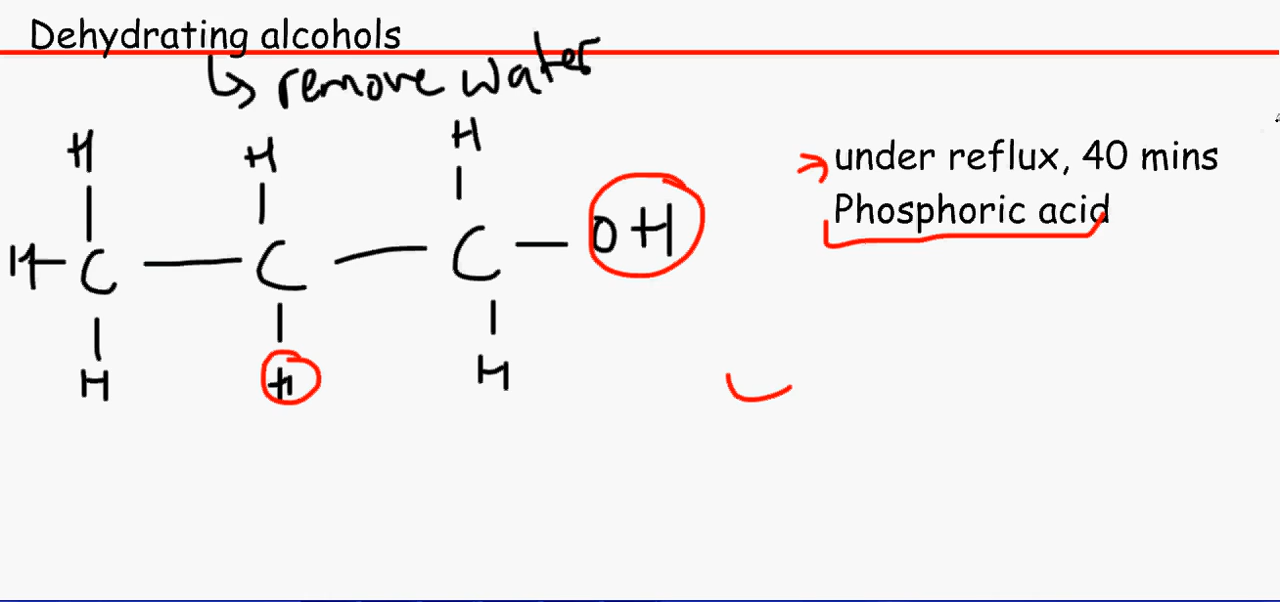 Dehydrating alcohols
remove water
H H H
under reflux, 40 mins
Phosphoric acid
H C C C OH
H H H